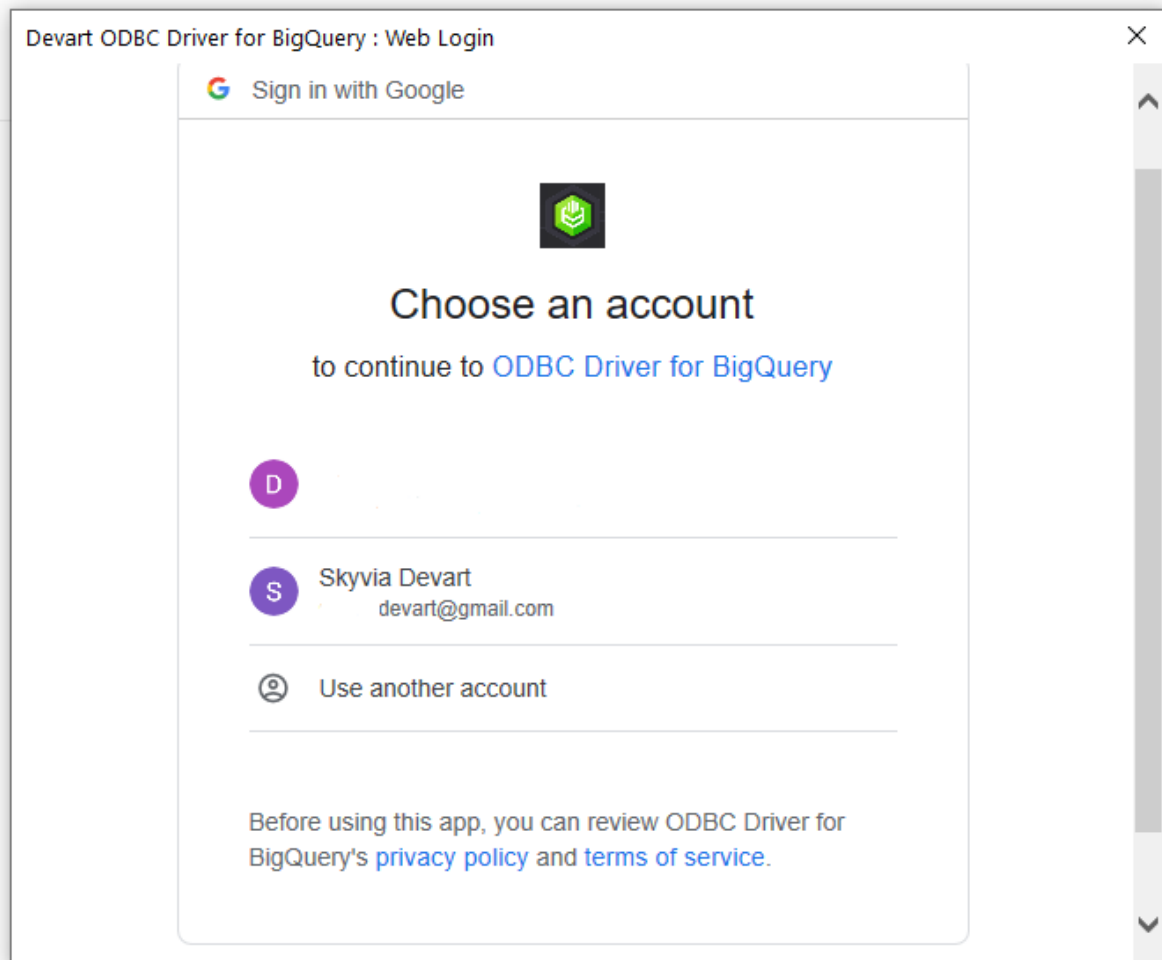 Devart ODBC Driver for BigQuery : Web Login
Sign in with Google
Choose an account
to continue to ODBC Driver for BigQuery
D
S
Skyvia Devart
devart@gmail.com
Use another account
Before using this app, you can review ODBC Driver for
BigQuery's privacy policy and terms of service.